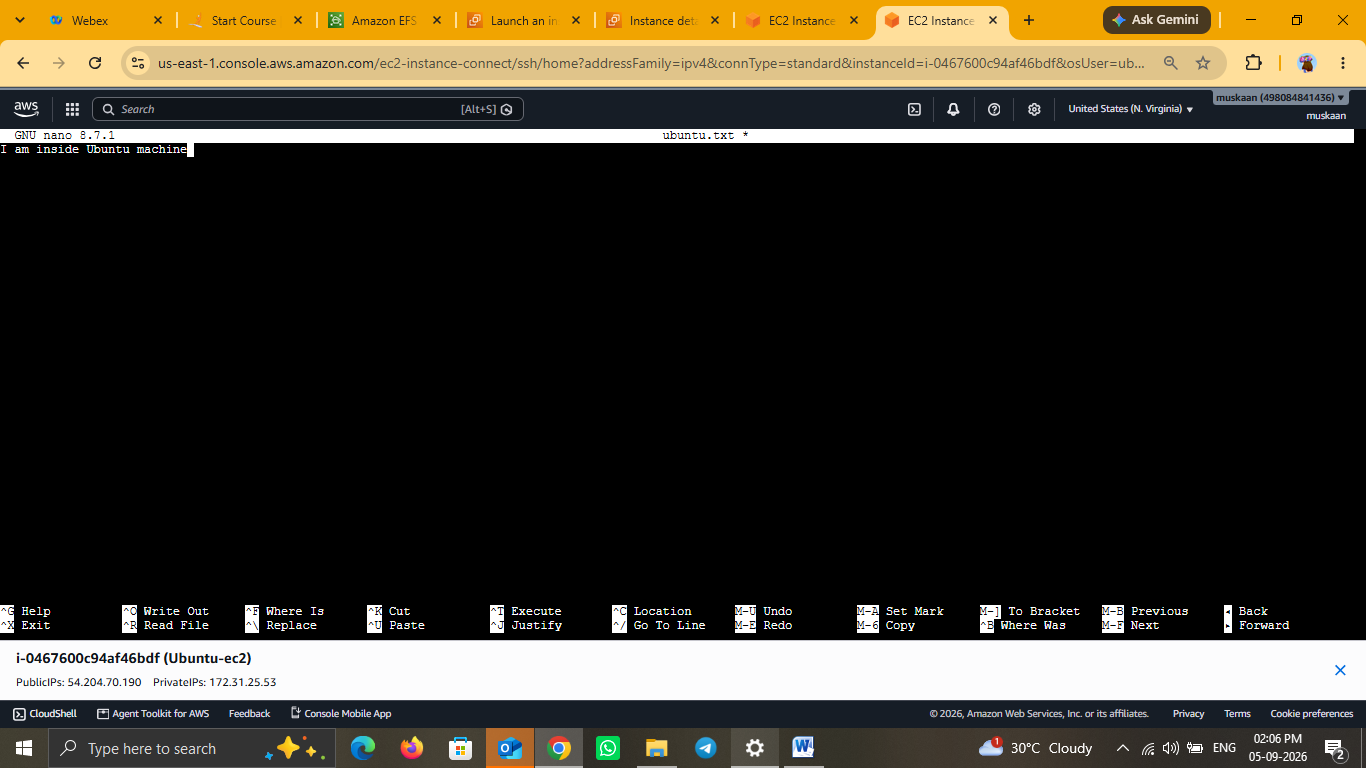 Webex
Start Course
Amazon EFS
Launch an in
Instance deta
EC2 Instance
EC2 Instance
Ask Gemini
us-east-1.console.aws.amazon.com/ec2-instance-connect/ssh/home?addressFamily=ipv4&connType=standard&instanceId=i-0467600c94af46bdf&osUser=ub...
aws
Search
[Alt+S]
United States (N. Virginia)
muskaan (498084841436)
muskaan
GNU nano 8.7.1 ubuntu.txt *
I am inside Ubuntu machine
^G Help ^O Write Out ^F Where Is ^K Cut ^T Execute ^C Location M-U Undo M-A Set Mark M-] To Bracket M-B Previous ◂ Back
^X Exit ^R Read File ^\ Replace ^U Paste ^J Justify ^/ Go To Line M-E Redo M-6 Copy ^B Where Was M-F Next ▸ Forward
i-0467600c94af46bdf (Ubuntu-ec2)
PublicIPs: 54.204.70.190 PrivateIPs: 172.31.25.53
CloudShell Agent Toolkit for AWS Feedback Console Mobile App © 2026, Amazon Web Services, Inc. or its affiliates. Privacy Terms Cookie preferences
Type here to search
1
30°C Cloudy
ENG
02:06 PM
05-09-2026
2